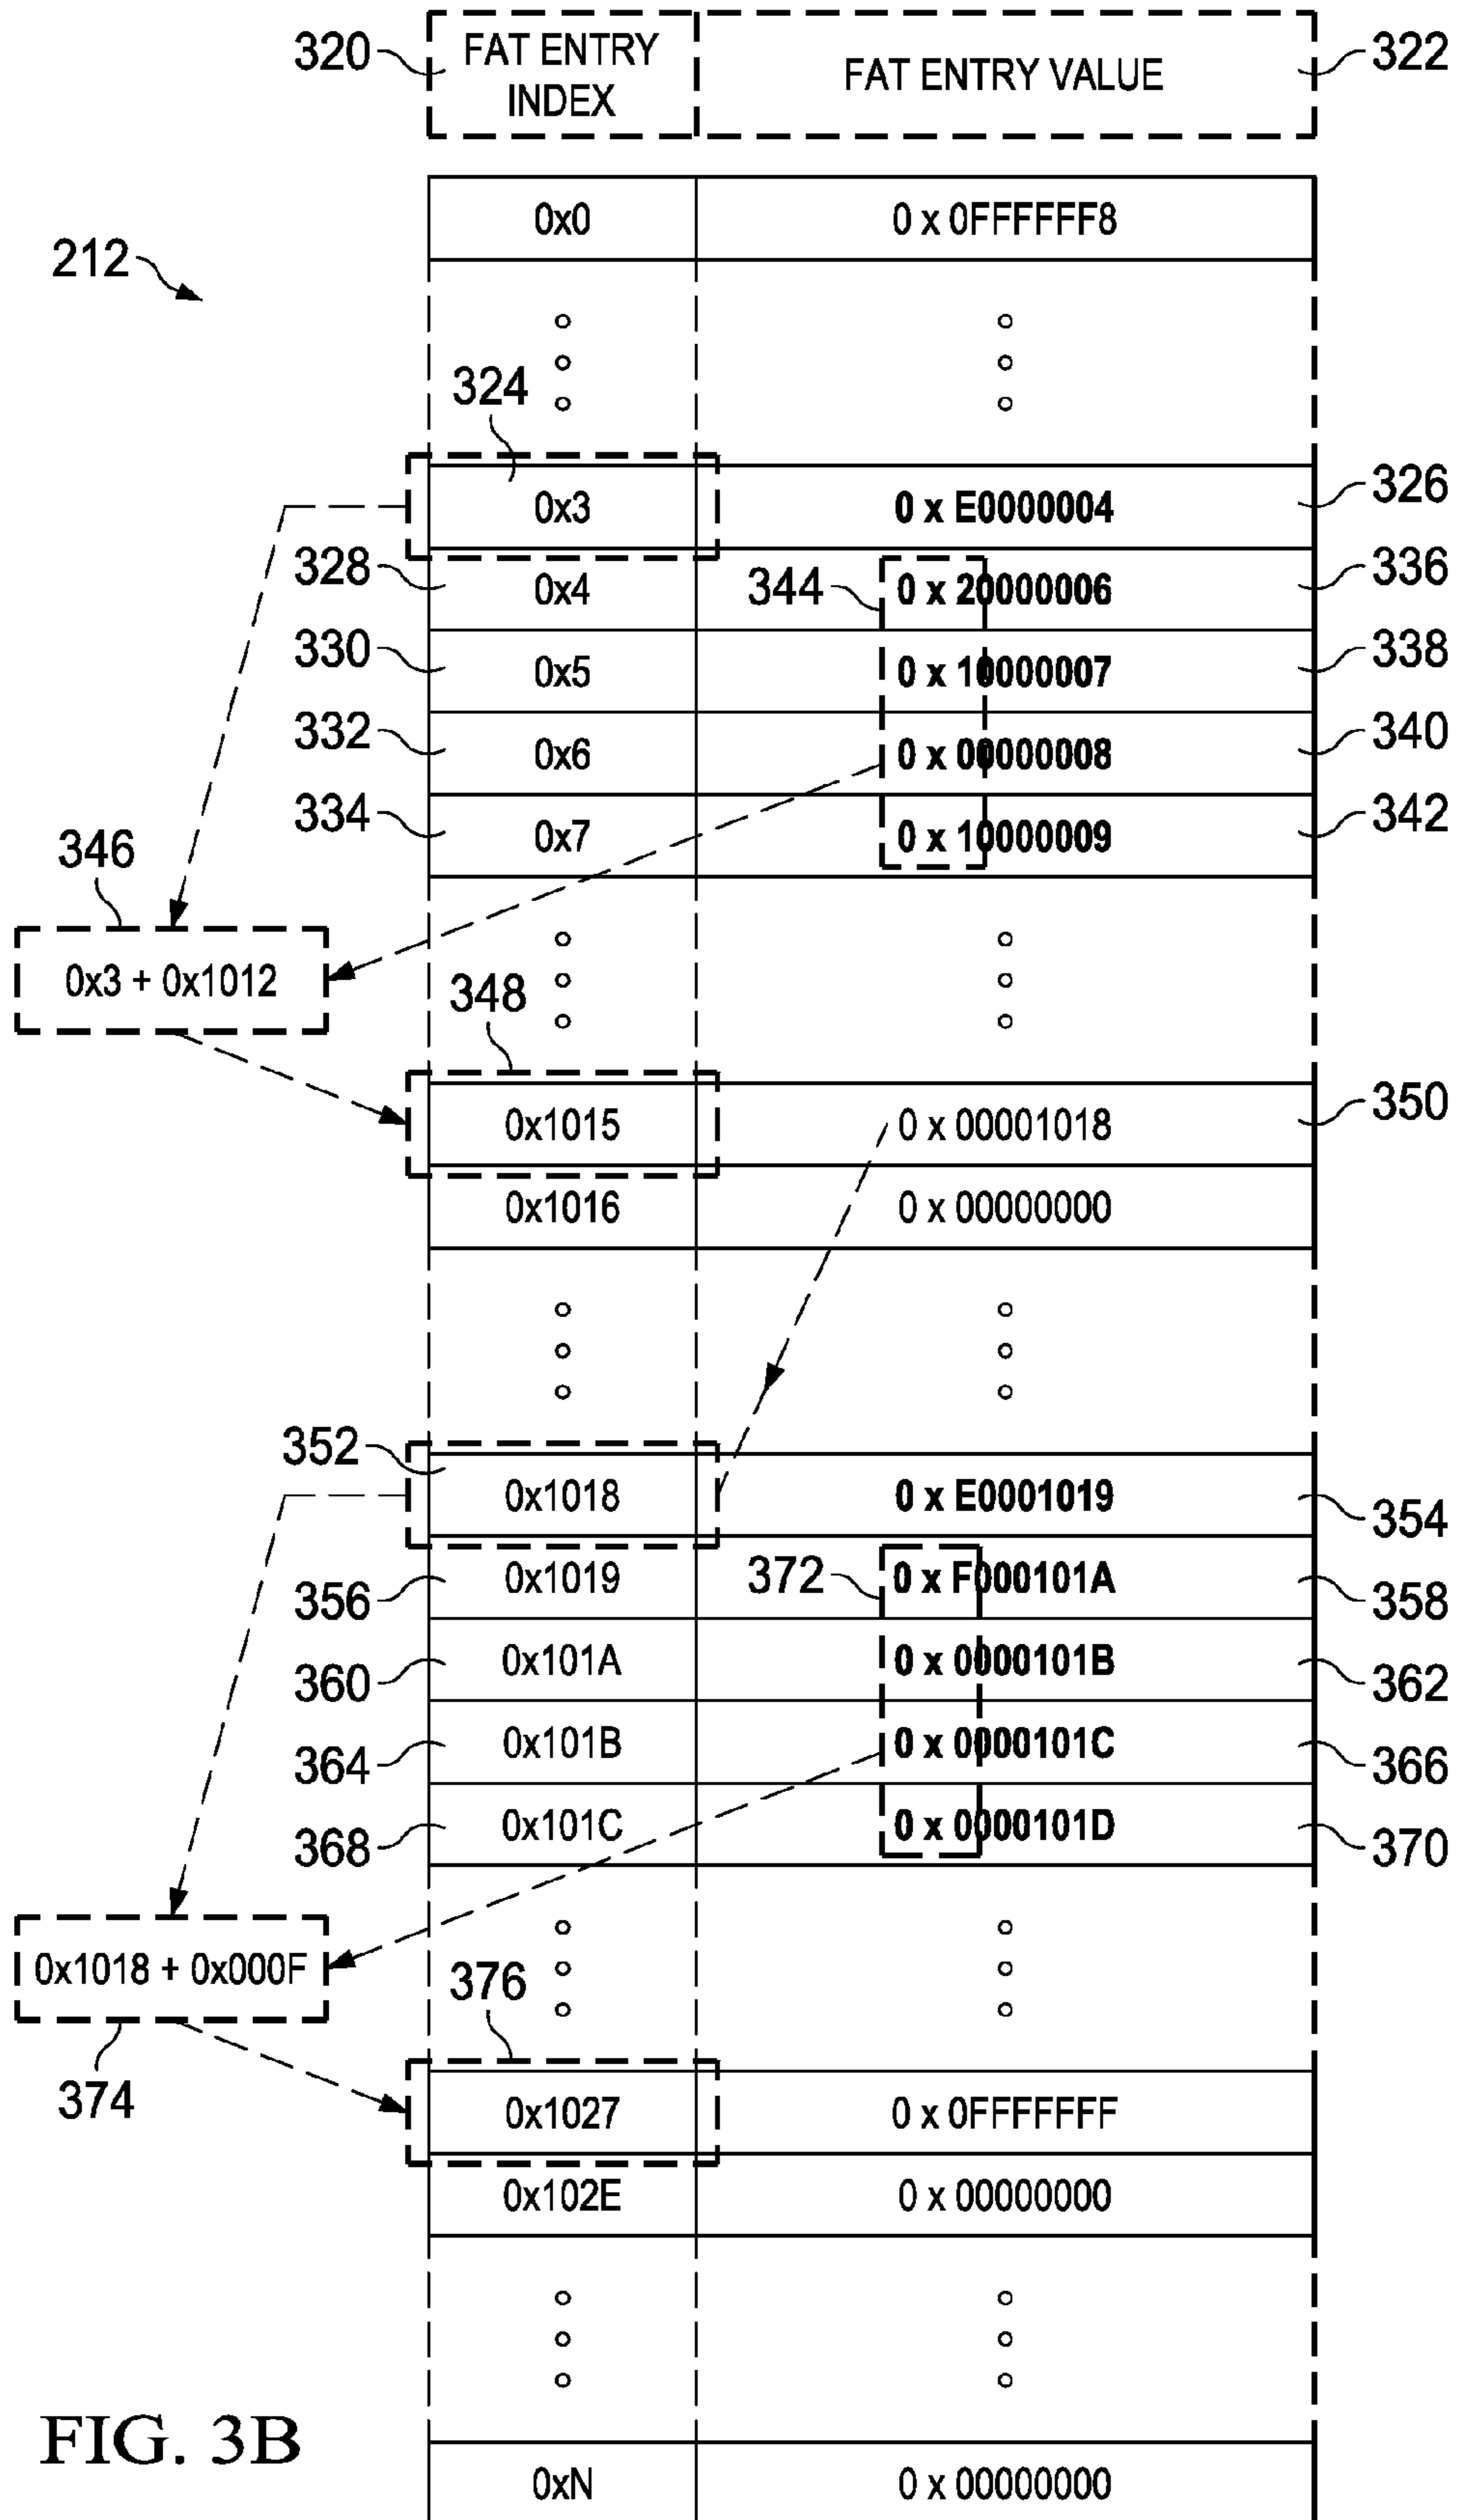 320 FAT ENTRY INDEX FAT ENTRY VALUE 322
0x0 0 x 0FFFFFF8
212
324
0x3 0 x E0000004 326
328 0x4 344 0 x 20000006 336
330 0x5 0 x 10000007 338
332 0x6 0 x 00000008 340
334 0x7 0 x 10000009 342
346
0x3 + 0x1012
348
0x1015 0 x 00001018 350
0x1016 0 x 00000000
352
0x1018 0 x E0001019 354
356 0x1019 372 0 x F000101A 358
360 0x101A 0 x 0000101B 362
364 0x101B 0 x 0000101C 366
368 0x101C 0 x 0000101D 370
0x1018 + 0x000F
376
374
0x1027 0 x 0FFFFFFF
0x102E 0 x 00000000
FIG. 3B
0xN 0 x 00000000